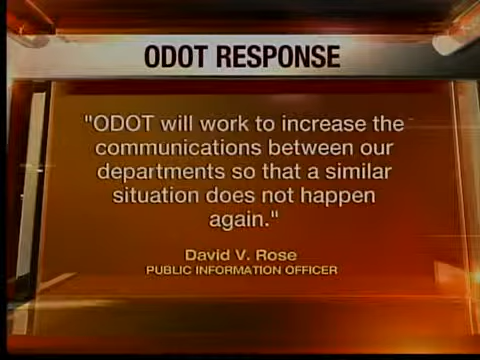 ODOT RESPONSE
"ODOT will work to increase the
communications between our
departments so that a similar
situation does not happen
again."
David V. Rose
PUBLIC INFORMATION OFFICER